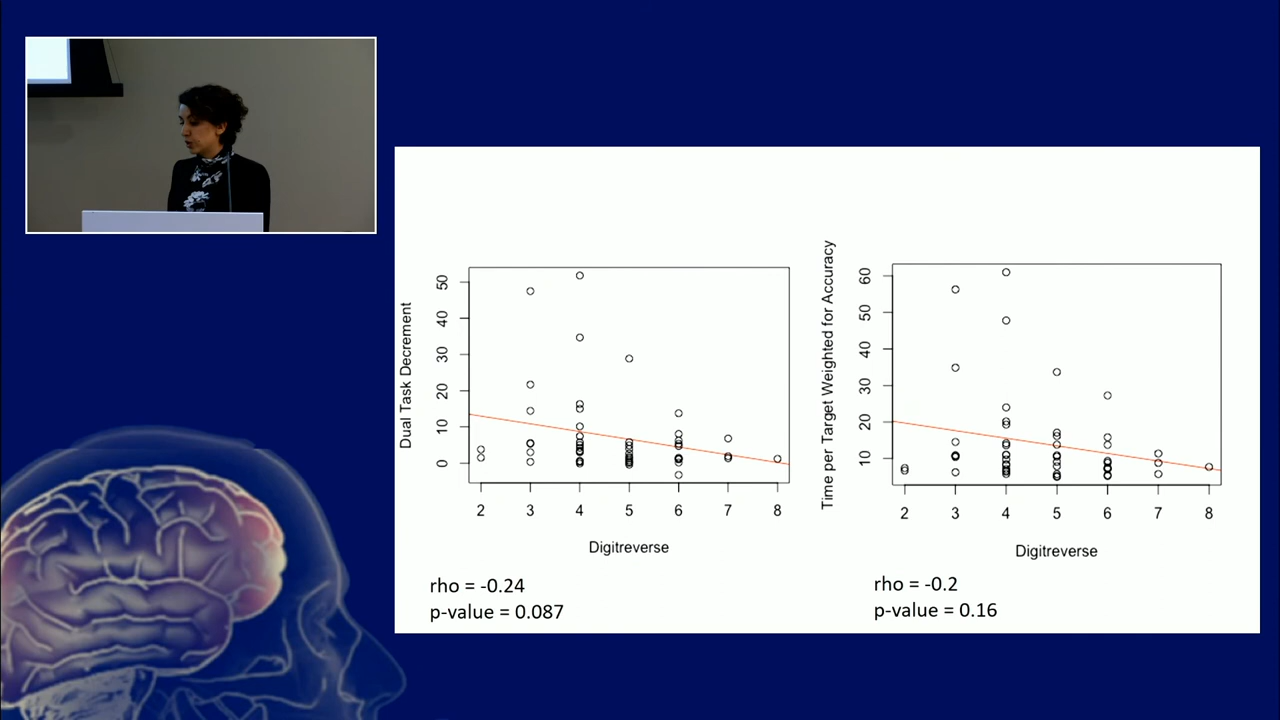 Dual Task Decrement
50
40
30
20
10
0
2 3 4 5 6 7 8
Digitreverse
rho = -0.24
p-value = 0.087
Time per Target Weighted for Accuracy
60
50
40
30
20
10
2 3 4 5 6 7 8
Digitreverse
rho = -0.2
p-value = 0.16